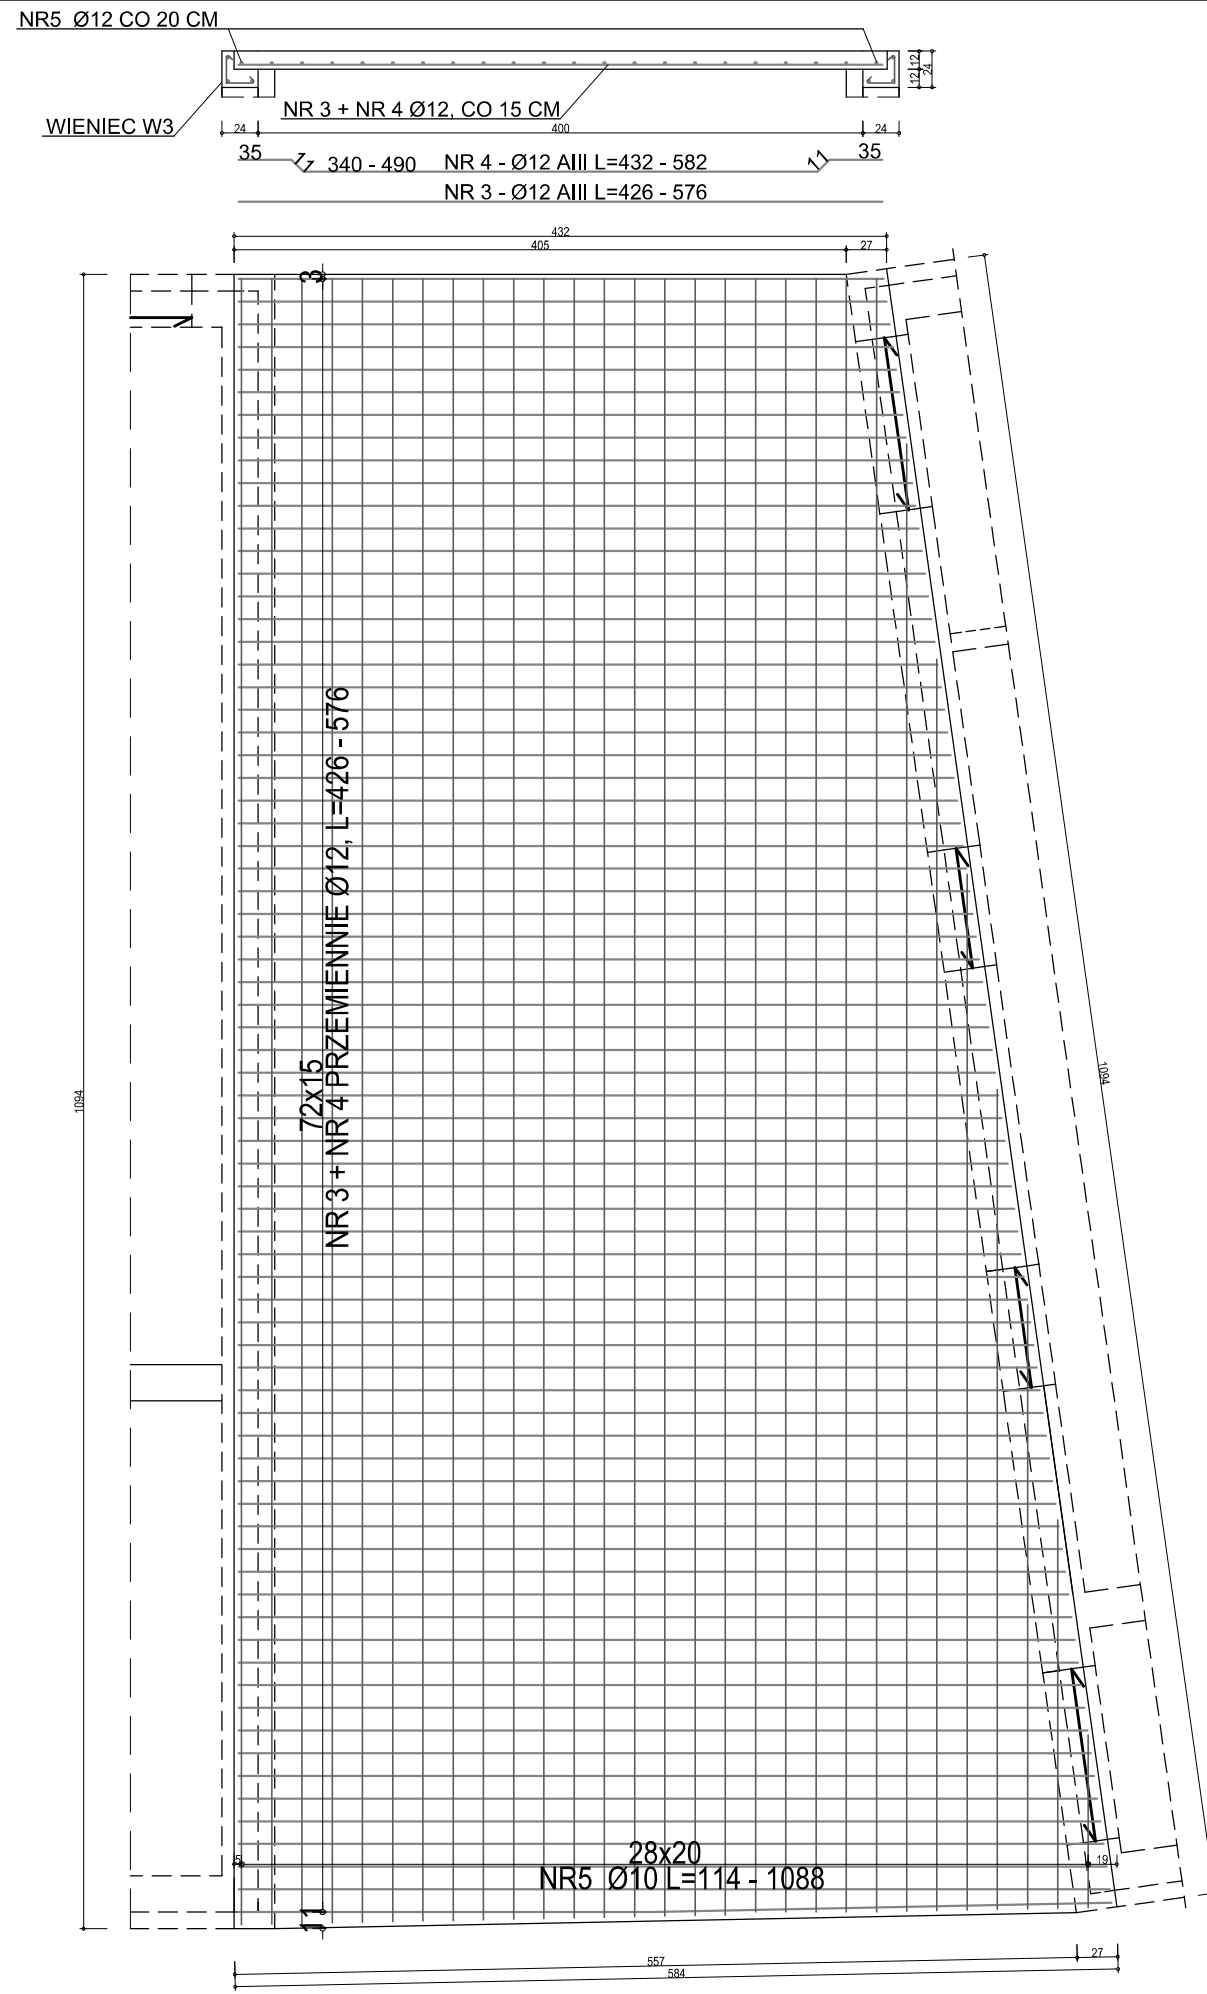 NR5 Ø12 CO 20 CM
12
12
24
NR 3 + NR 4 Ø12, CO 15 CM
WIENIEC W3
24
400
24
35
11
340 - 490
NR 4 - Ø12 AIII L=432 - 582
11
35
NR 3 - Ø12 AIII L=426 - 576
432
405
27
3
1094
72x15
NR 3 + NR 4 PRZEMIENNIE Ø12, L=426 - 576
1094
28x20
5
19
NR5 Ø10 L=114 - 1088
11
557
27
584